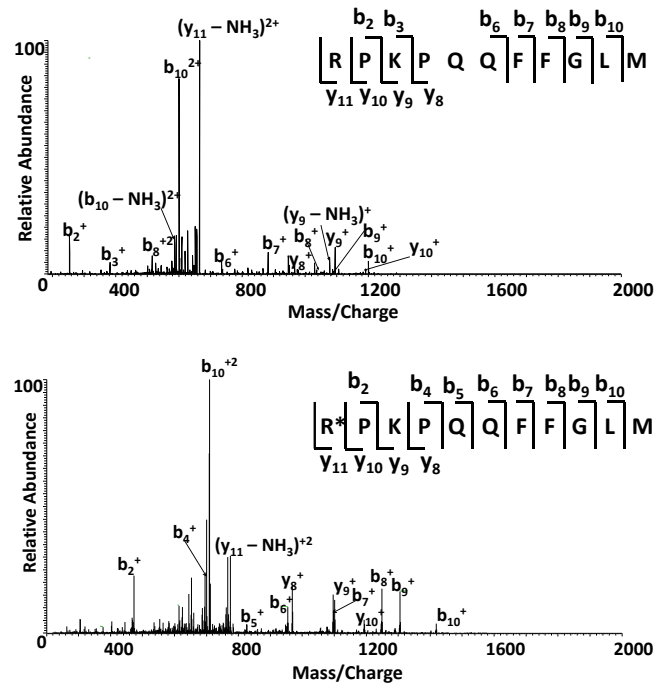 (y11 – NH3)2+
b10 2+
100
b2 b3 b6 b7 b8 b9 b10
R P K P Q Q F F G L M
y11 y10 y9 y8
Relative Abundance
(b10 – NH3)2+
(y9 – NH3)+
b2+
b3+
b8+2
b6+
b7+
y8+
b8+
y9+
b9+
b10+
y10+
400 800 1200 1600 2000
Mass/Charge
b10+2
100
b2 b4 b5 b6 b7 b8 b9 b10
R* P K P Q Q F F G L M
y11 y10 y9 y8
Relative Abundance
b2+
b4+
(y11 – NH3)+2
b5+
b6+
y8+
y9+
b7+
y10+
b8+
b9+
b10+
400 800 1200 1600 2000
Mass/Charge